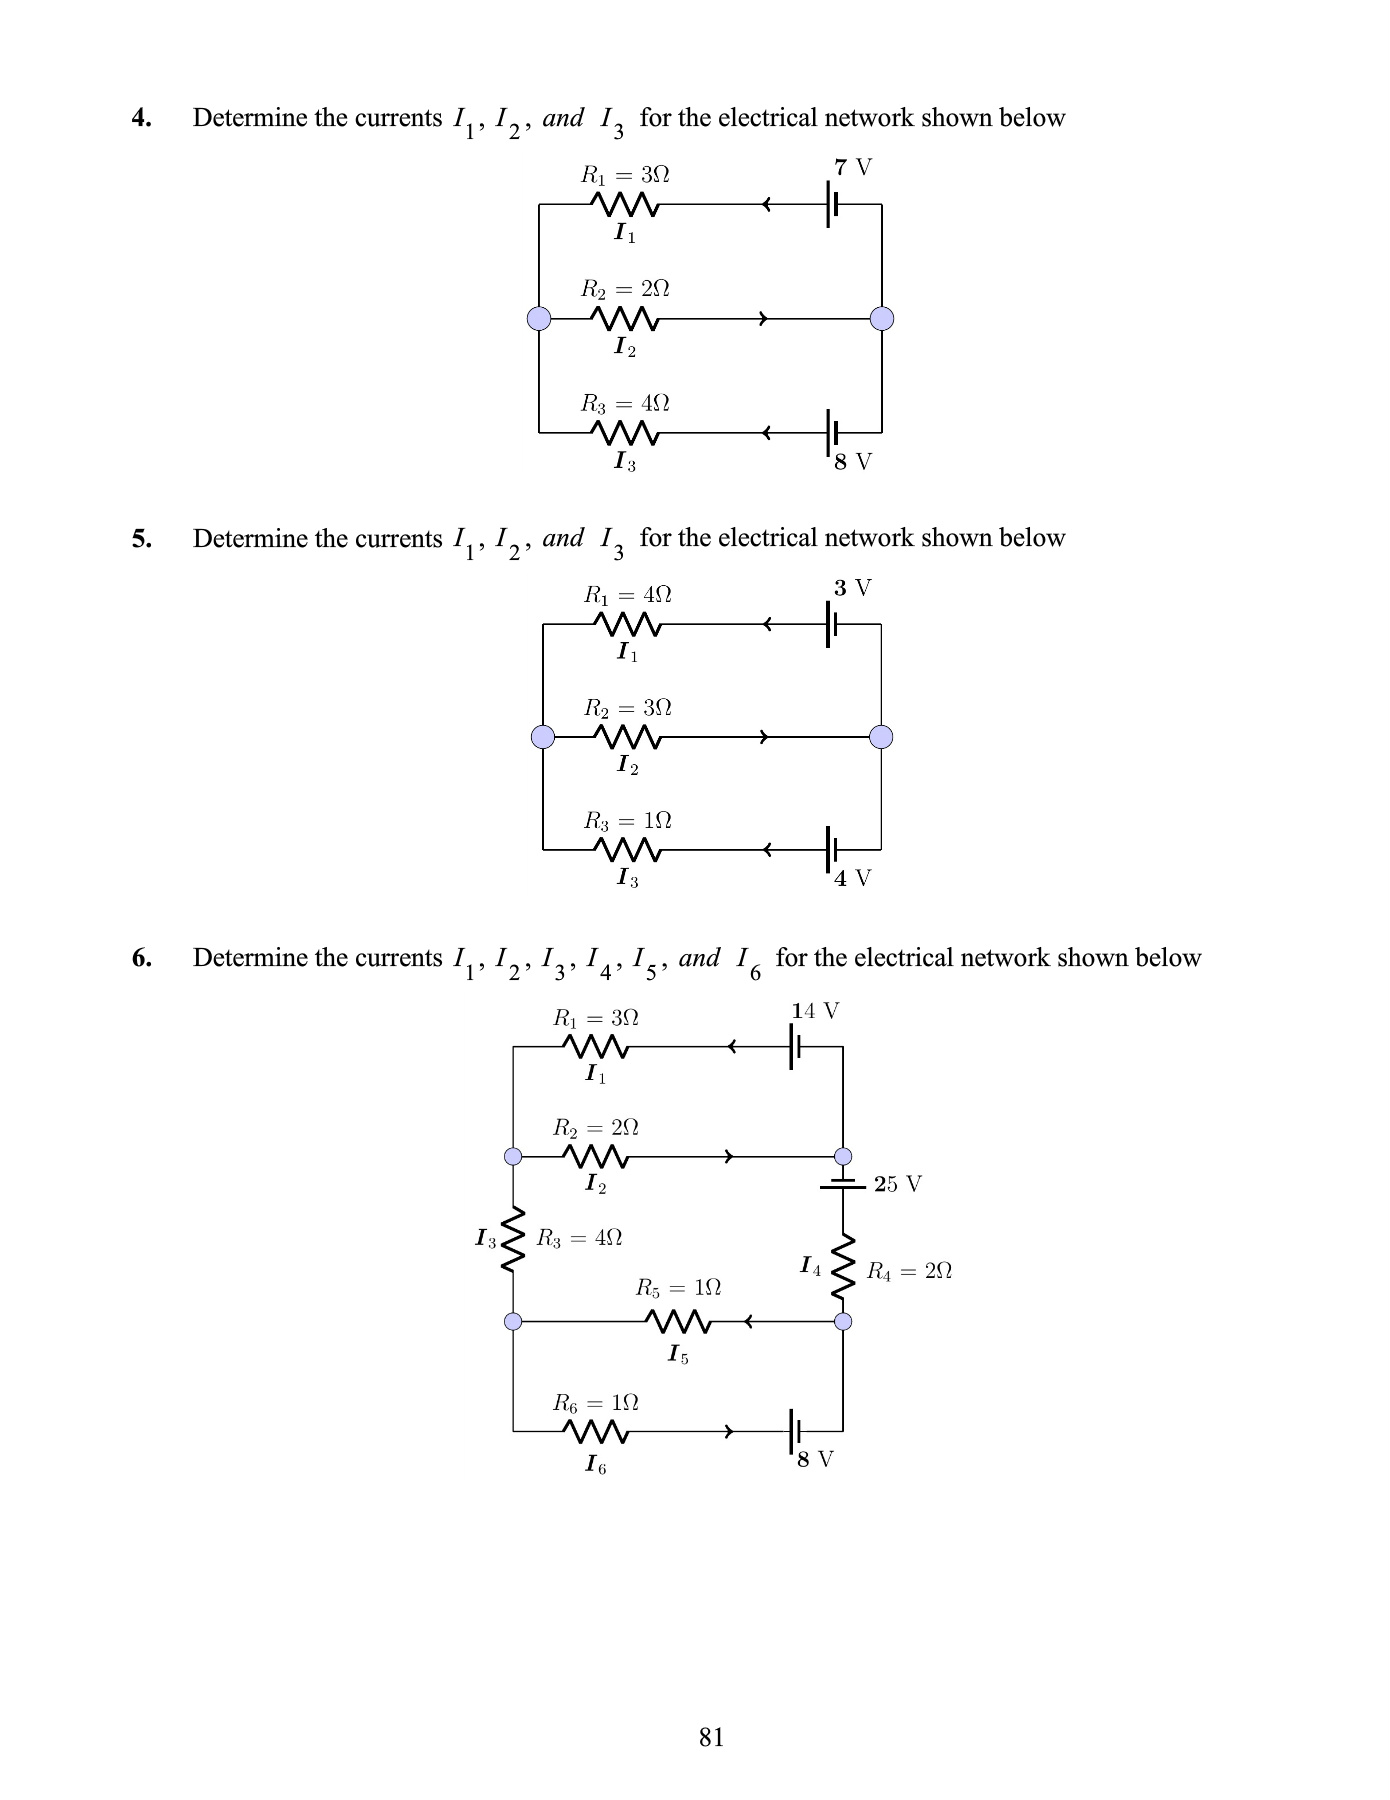 4. Determine the currents I₁, I₂, and I₃ for the electrical network shown below
7 V
R₁ = 3Ω
I₁
R₂ = 2Ω
I₂
R₃ = 4Ω
I₃
8 V
5. Determine the currents I₁, I₂, and I₃ for the electrical network shown below
3 V
R₁ = 4Ω
I₁
R₂ = 3Ω
I₂
R₃ = 1Ω
I₃
4 V
6. Determine the currents I₁, I₂, I₃, I₄, I₅, and I₆ for the electrical network shown below
14 V
R₁ = 3Ω
I₁
R₂ = 2Ω
I₂
25 V
I₃
R₃ = 4Ω
I₄
R₄ = 2Ω
R₅ = 1Ω
I₅
R₆ = 1Ω
I₆
8 V
81